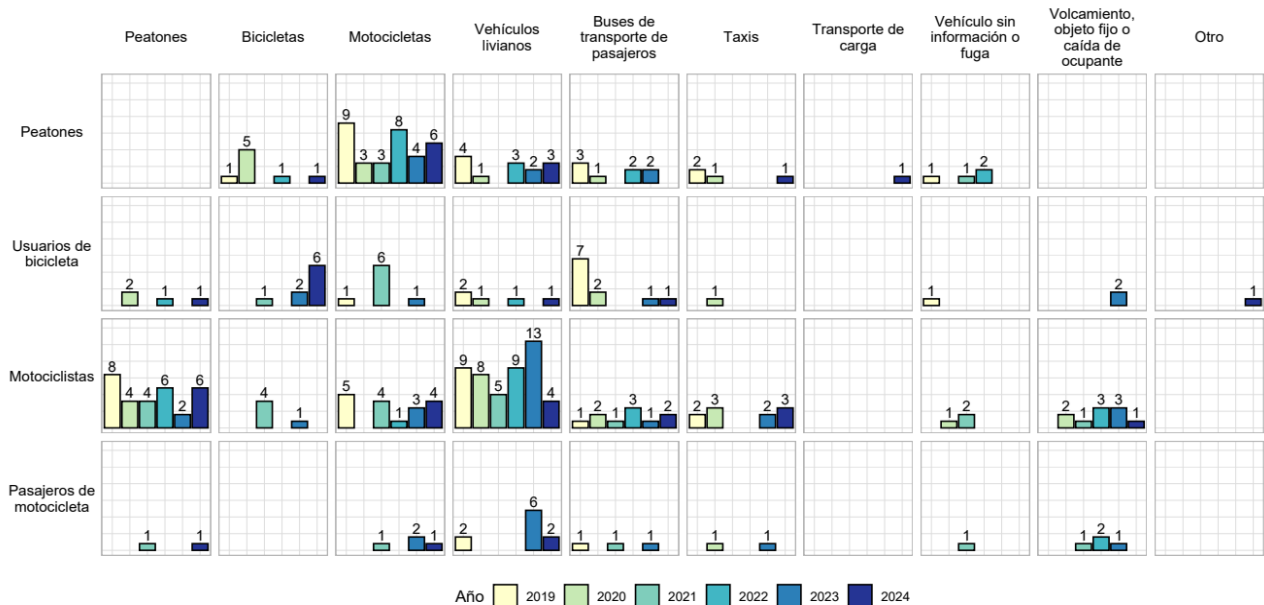 Peatones
Bicicletas
Motocicletas
Vehículos
livianos
Buses de
transporte de
pasajeros
Taxis
Transporte de
carga
Vehículo sin
información o
fuga
Volcamiento,
objeto fijo o
caída de
ocupante
Otro
Peatones
1 5 1 1
9 3 3 8 4 6
4 1 3 2 3
3 1 2 2
2 1 1
1
1 1 2
Usuarios de
bicicleta
2 1 1
1 2 6
1 6 1
2 1 1 1
7 2 1 1
1
1
2
1
Motociclistas
8 4 4 6 2 6
4 1
5 4 1 3 4
9 8 5 9 13 4
1 2 1 3 1 2
2 3 2 3
1 2
2 1 3 3 1
Pasajeros de
motocicleta
1 1
1 2 1
2 6 2
1 1 1
1 1
1
1 2 1
Año 2019 2020 2021 2022 2023 2024